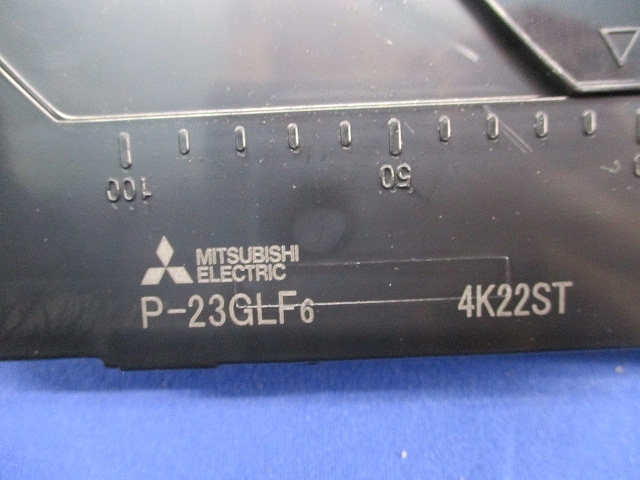 100 50
MITSUBISHI
ELECTRIC
P-23GLF6 4K22ST